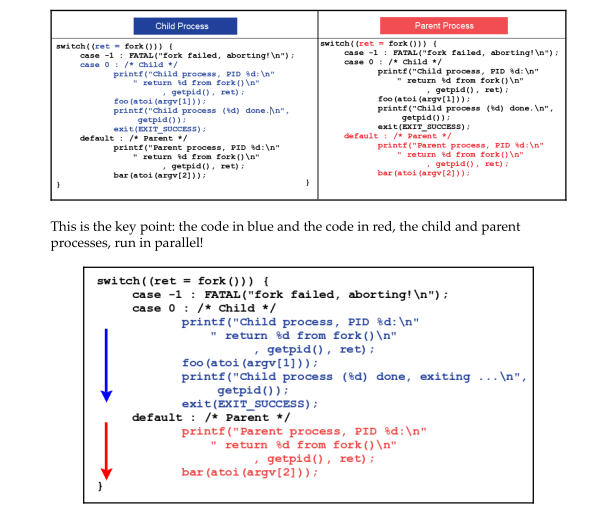 Child Process
switch((ret = fork())) {
case -1 : FATAL("fork failed, aborting!\n");
case 0 : /* Child */
printf("Child process, PID %d:\n"
" return %d from fork()\n"
, getpid(), ret);
foo(atoi(argv[1]));
printf("Child process (%d) done.\n",
getpid());
exit(EXIT_SUCCESS);
default : /* Parent */
printf("Parent process, PID %d:\n"
" return %d from fork()\n"
, getpid(), ret);
bar(atoi(argv[2]));
}
Parent Process
switch((ret = fork())) {
case -1 : FATAL("fork failed, aborting!\n");
case 0 : /* Child */
printf("Child process, PID %d:\n"
" return %d from fork()\n"
, getpid(), ret);
foo(atoi(argv[1]));
printf("Child process (%d) done.\n",
getpid());
exit(EXIT_SUCCESS);
default : /* Parent */
printf("Parent process, PID %d:\n"
" return %d from fork()\n"
, getpid(), ret);
bar(atoi(argv[2]));
}
This is the key point: the code in blue and the code in red, the child and parent
processes, run in parallel!
switch((ret = fork())) {
case -1 : FATAL("fork failed, aborting!\n");
case 0 : /* Child */
printf("Child process, PID %d:\n"
" return %d from fork()\n"
, getpid(), ret);
foo(atoi(argv[1]));
printf("Child process (%d) done, exiting ...\n",
getpid());
exit(EXIT_SUCCESS);
default : /* Parent */
printf("Parent process, PID %d:\n"
" return %d from fork()\n"
, getpid(), ret);
bar(atoi(argv[2]));
}